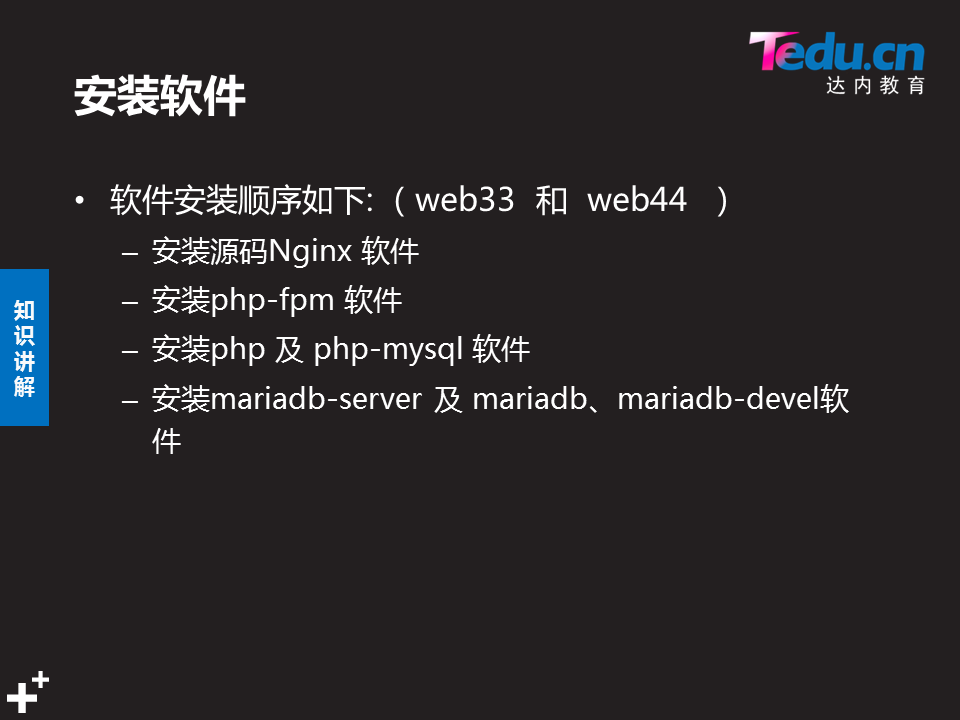 Tedu.cn
达内教育
安装软件
• 软件安装顺序如下: ( web33 和 web44 )
– 安装源码Nginx 软件
– 安装php-fpm 软件
– 安装php 及 php-mysql 软件
– 安装mariadb-server 及 mariadb、mariadb-devel软
件
知
识
讲
解